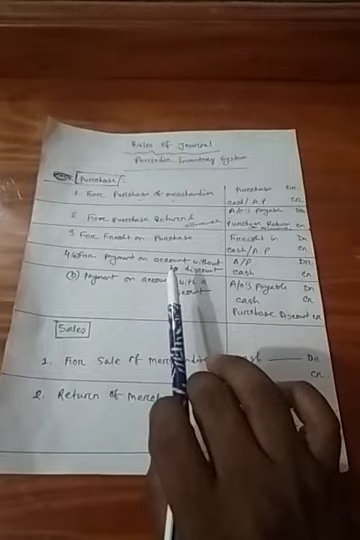 Rules of Journal
Periodic Inventory System
Purchase :
1. For Purchase of merchandise
Purchase Dr
cash/A.P cr
2. For Purchase Return & allowance
A/c's Payable Dr
Purchase Return & allowance cr
3 For Freight on Purchase
Freight in Dr
Cash/A.P cr
4.(a) For Payment on account without discount
A/P Dr
cash cr
(b) Payment on account with discount
A/c's Payable Dr
cash cr
Purchase Discount cr
Sales
1. For Sale of Merchandise
Dr
cr
2. Return of